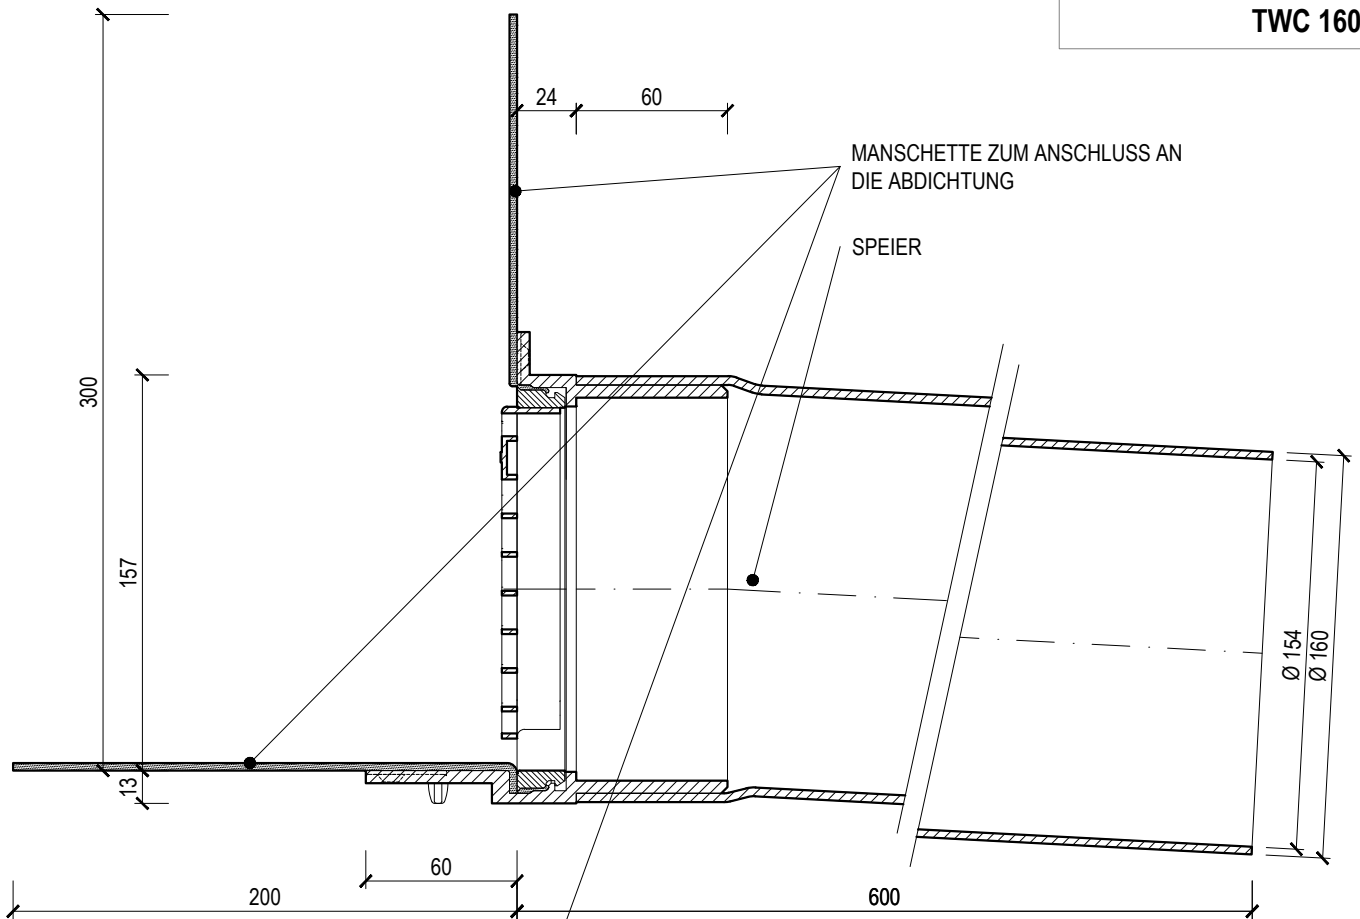 TWC 160
24
60
MANSCHETTE ZUM ANSCHLUSS AN
DIE ABDICHTUNG
SPEIER
300
157
13
Ø 154
Ø 160
60
200
600